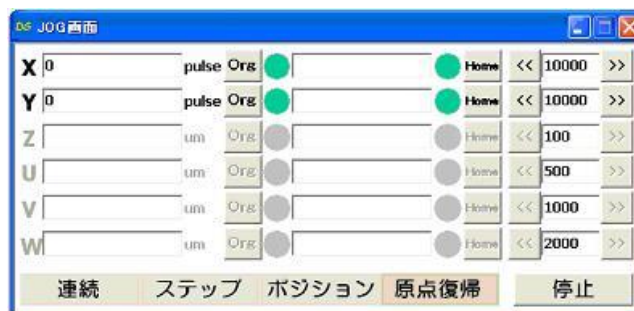 DS JOG画面
X 0 pulse Org Home << 10000 >>
Y 0 pulse Org Home << 10000 >>
Z um Org Home << 100 >>
U um Org Home << 500 >>
V um Org Home << 1000 >>
W um Org Home << 2000 >>
連続 ステップ ポジション 原点復帰 停止